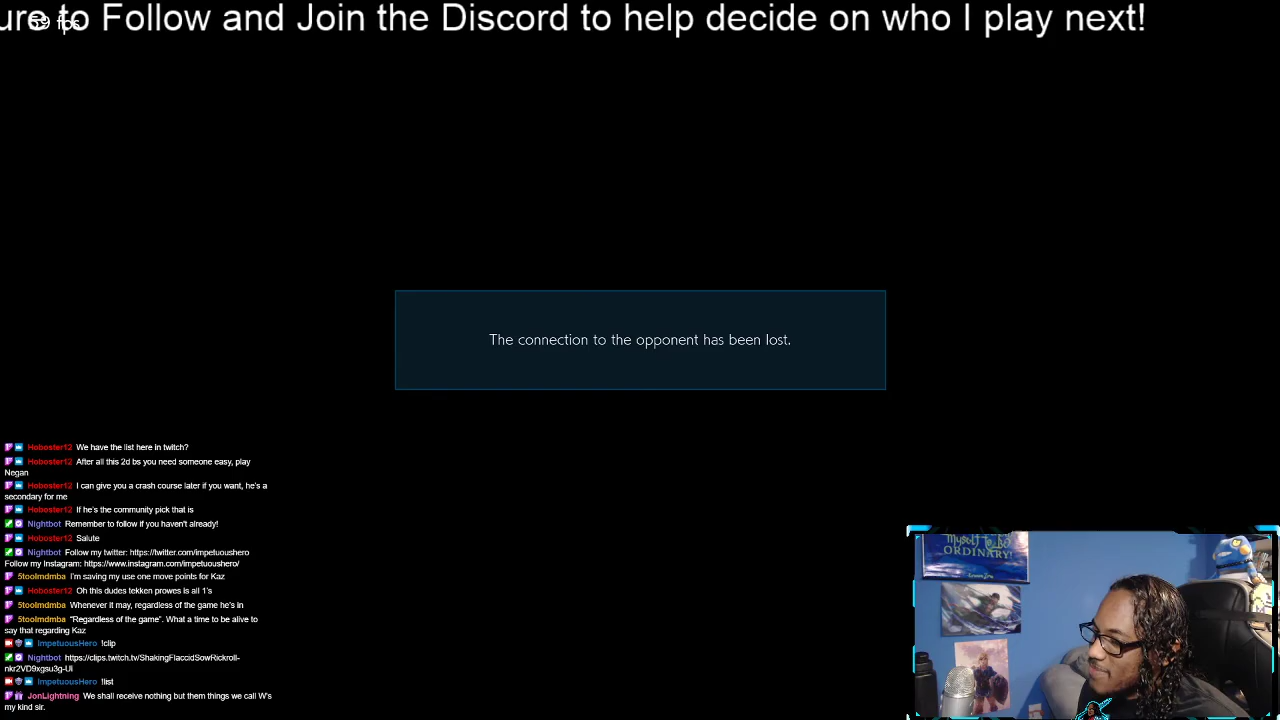 ure to Follow and Join the Discord to help decide on who I play next!
59 fps
The connection to the opponent has been lost.
Hoboster12 We have the list here in twitch?
Hoboster12 After all this 2d bs you need someone easy, play
Negan
Hoboster12 I can give you a crash course later if you want, he's a
secondary for me
Hoboster12 If he's the community pick that is
Nightbot Remember to follow if you haven't already!
Hoboster12 Salute
Nightbot Follow my twitter: https://twitter.com/impetuoushero
Follow my Instagram: https://www.instagram.com/impetuoushero/
5toolmdmba I'm saving my use one move points for Kaz
Hoboster12 Oh this dudes tekken prowes is all 1's
5toolmdmba Whenever it may, regardless of the game he's in
5toolmdmba "Regardless of the game". What a time to be alive to
say that regarding Kaz
ImpetuousHero !clip
Nightbot https://clips.twitch.tv/ShakingFlaccidSowRickroll-
nkr2VD9xgsu3g-Ui
ImpetuousHero !list
JonLightning We shall receive nothing but them things we call W's
my kind sir.
Myself to Be
ORDINARY!